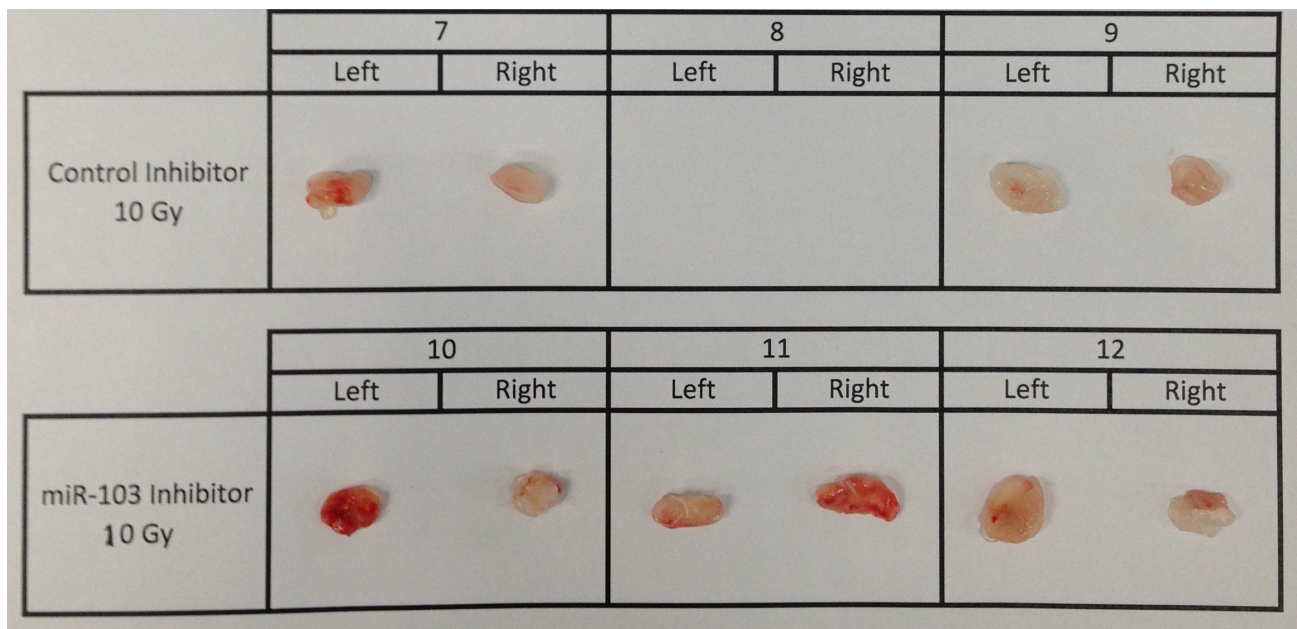 7 8 9
Left Right Left Right Left Right
Control Inhibitor
10 Gy
10 11 12
Left Right Left Right Left Right
miR-103 Inhibitor
10 Gy